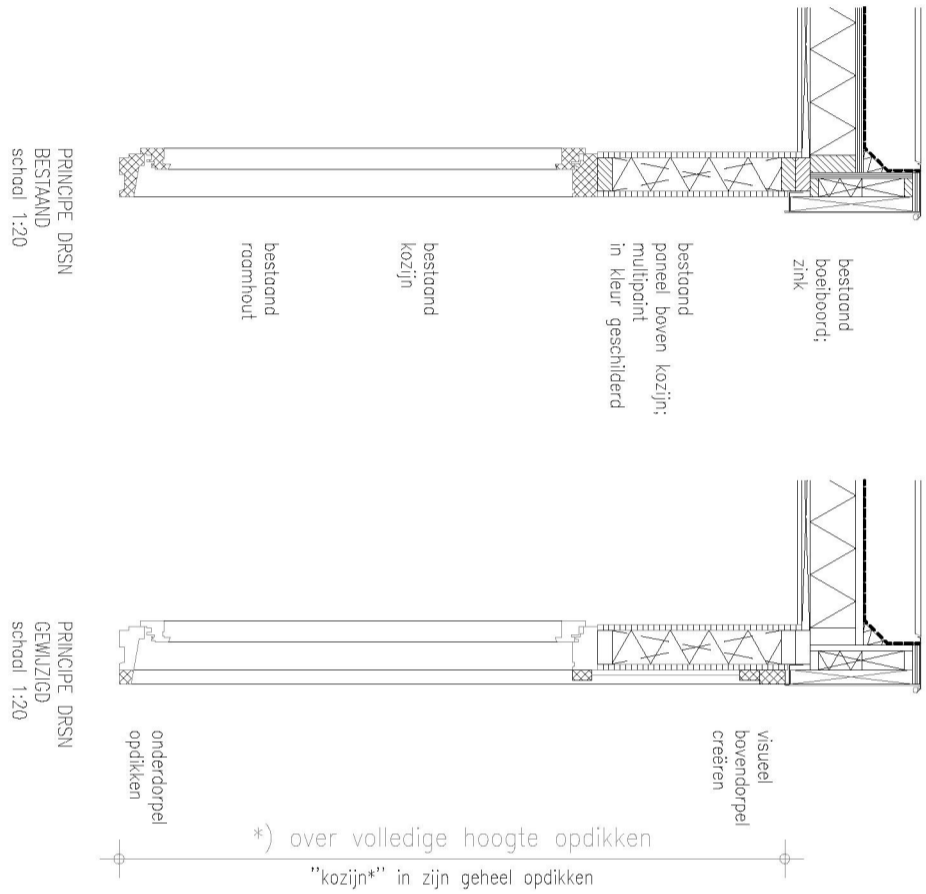 PRINCIPE DRSN
BESTAAND
schaal 1:20
bestaand
raamhout
bestaand
kozijn
bestaand
paneel boven kozijn;
multipaint
in kleur geschilderd
bestaand
boeiboord;
zink
PRINCIPE DRSN
GEWIJZIGD
schaal 1:20
onderdorpel
opdikken
visueel
bovendorpel
creëren
*) over volledige hoogte opdikken
"kozijn*" in zijn geheel opdikken